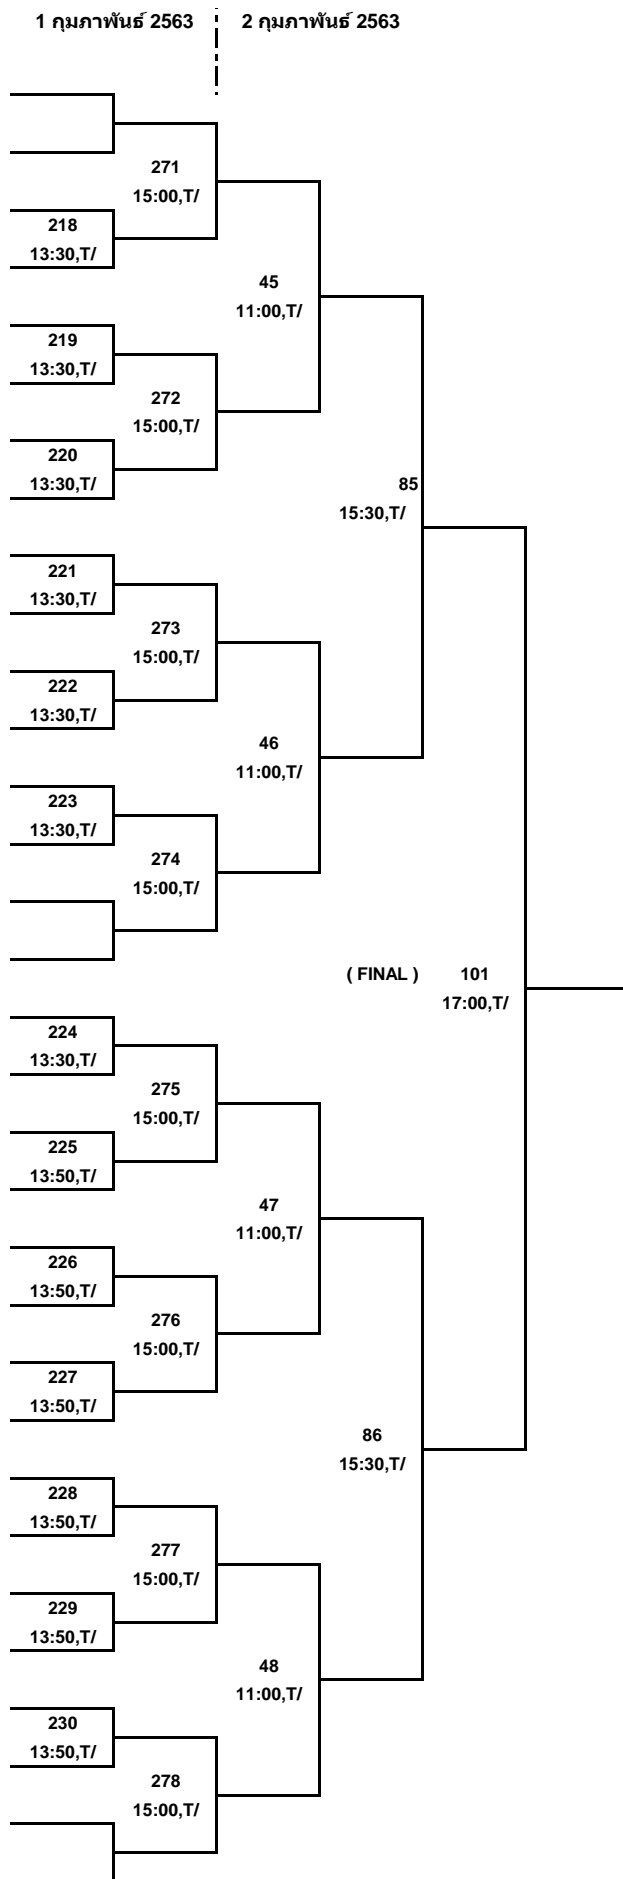 1 กุมภาพันธ์ 2563 2 กุมภาพันธ์ 2563
271
15:00,T/
218
13:30,T/
45
11:00,T/
219
13:30,T/
272
15:00,T/
220
13:30,T/
85
15:30,T/
221
13:30,T/
273
15:00,T/
222
13:30,T/
46
11:00,T/
223
13:30,T/
274
15:00,T/
( FINAL ) 101
17:00,T/
224
13:30,T/
275
15:00,T/
225
13:50,T/
47
11:00,T/
226
13:50,T/
276
15:00,T/
227
13:50,T/
86
15:30,T/
228
13:50,T/
277
15:00,T/
229
13:50,T/
48
11:00,T/
230
13:50,T/
278
15:00,T/